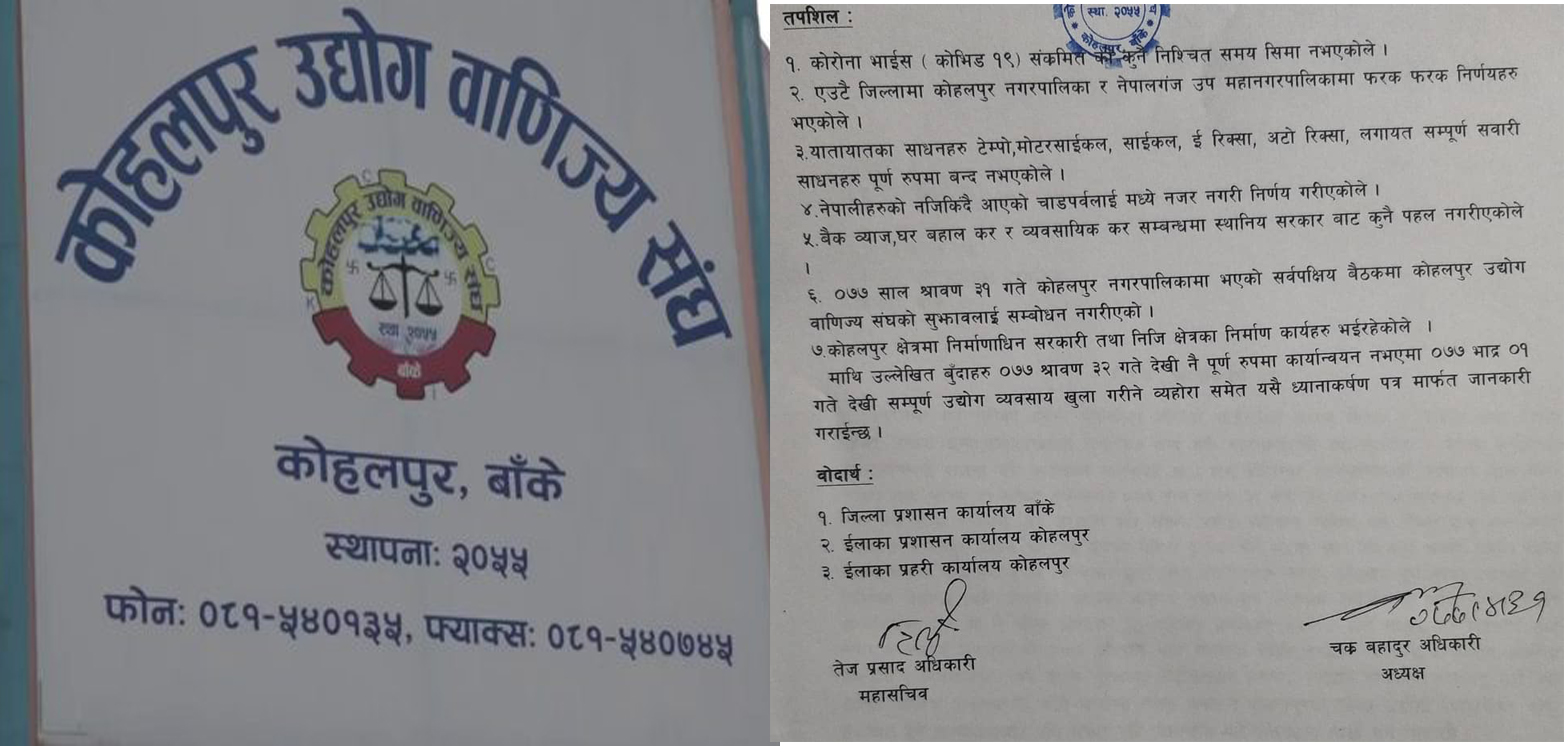 कोहलपुर उद्योग वाणिज्य संघ
कोहलपुर उद्योग वाणिज्य संघ
C
C
K
I
स्था २०५५
बाँके
कोहलपुर, बाँके
स्थापना: २०५५
फोन: ०८१-५४०१३५, फ्याक्स: ०८१-५४०७४५
स्था. २०५५
कोहलपुर, बाँके
तपशिल :
१. कोरोना भाईस ( कोभिड १९) संकमित को कुनै निश्चित समय सिमा नभएकोले ।
२. एउटै जिल्लामा कोहलपुर नगरपालिका र नेपालगंज उप महानगरपालिकामा फरक फरक निर्णयहरु
भएकोले ।
३.यातायातका साधनहरु टेम्पो,मोटरसाईकल, साईकल, ई रिक्सा, अटो रिक्सा, लगायत सम्पूर्ण सवारी
साधनहरु पूर्ण रुपमा बन्द नभएकोले ।
४.नेपालीहरुको नजिकिदै आएको चाडपर्वलाई मध्ये नजर नगरी निर्णय गरीएकोले ।
५.बैक व्याज,घर बहाल कर र व्यवसायिक कर सम्बन्धमा स्थानिय सरकार वाट कुनै पहल नगरीएकोले
।
६. ०७७ साल श्रावण ३१ गते कोहलपुर नगरपालिकामा भएको सर्वपक्षिय बैठकमा कोहलपुर उद्योग
वाणिज्य संघको सुझावलाई सम्बोधन नगरीएको ।
७.कोहलपुर क्षेत्रमा निर्माणाधिन सरकारी तथा निजि क्षेत्रका निर्माण कार्यहरु भईरहेकोले ।
माथि उल्लेखित बुँदाहरु ०७७ श्रावण ३२ गते देखी नै पूर्ण रुपमा कार्यान्वयन नभएमा ०७७ भाद्र ०१
गते देखी सम्पूर्ण उद्योग व्यवसाय खुला गरीने व्यहोरा समेत यसै ध्यानाकर्षण पत्र मार्फत जानकारी
गराईन्छ ।
वोदार्थ :
१. जिल्ला प्रशासन कार्यालय बाँके
२. ईलाका प्रशासन कार्यालय कोहलपुर
३. ईलाका प्रहरी कार्यालय कोहलपुर
तेज प्रसाद अधिकारी
महासचिव
चक्र बहादुर अधिकारी
अध्यक्ष